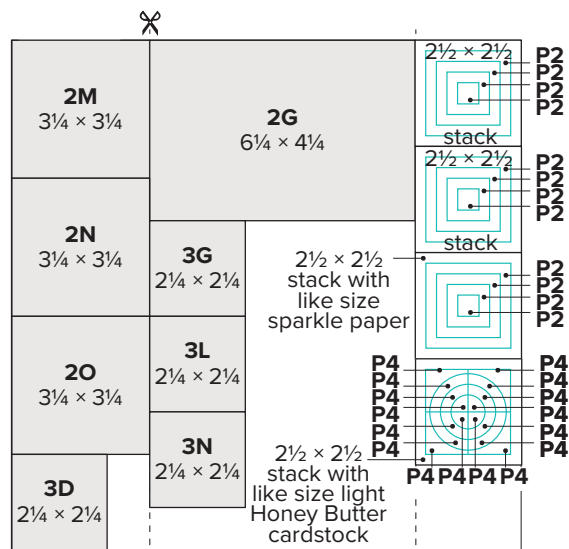 2M
3¼ × 3¼
2G
6¼ × 4¼
2½ × 2½
P2
P2
P2
P2
stack
2N
3¼ × 3¼
2½ × 2½
P2
P2
P2
P2
stack
3G
2¼ × 2¼
2½ × 2½
stack with
like size
sparkle paper
P2
P2
P2
P2
2O
3¼ × 3¼
3L
2¼ × 2¼
P4
P4
P4
P4
P4
P4
P4
P4
P4
P4
P4
P4
3N
2¼ × 2¼
2½ × 2½
stack with
like size light
Honey Butter
cardstock
P4
P4
P4
P4
3D
2¼ × 2¼